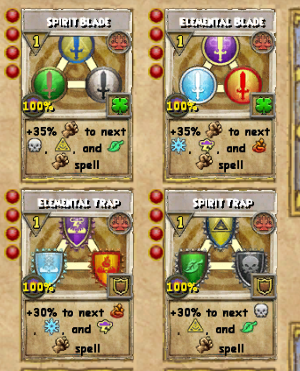 SPIRIT BLADE
1
100%
+35% to next
, , and
spell
ELEMENTAL BLADE
1
100%
+35% to next
, , and
spell
ELEMENTAL TRAP
1
100%
+30% to next
, , and
spell
SPIRIT TRAP
1
100%
+30% to next
, , and
spell